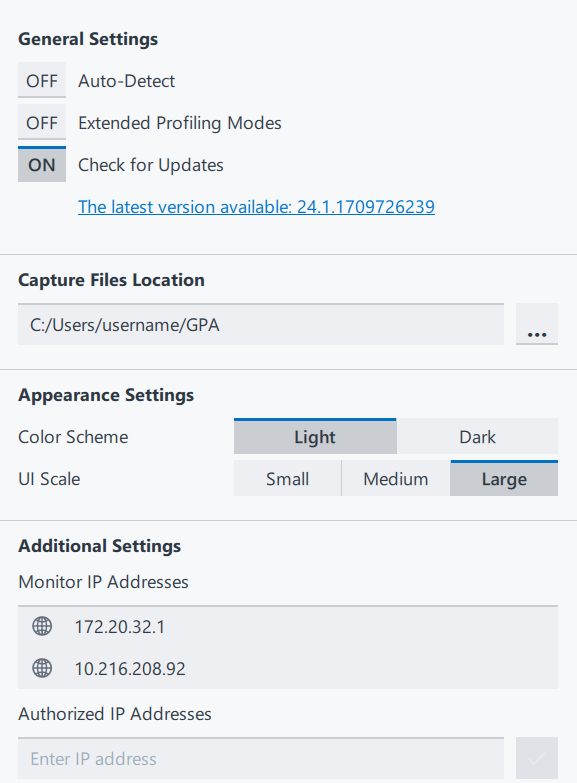 General Settings
OFF Auto-Detect
OFF Extended Profiling Modes
ON Check for Updates
The latest version available: 24.1.1709726239
Capture Files Location
C:/Users/username/GPA ...
Appearance Settings
Color Scheme Light Dark
UI Scale Small Medium Large
Additional Settings
Monitor IP Addresses
172.20.32.1
10.216.208.92
Authorized IP Addresses
Enter IP address